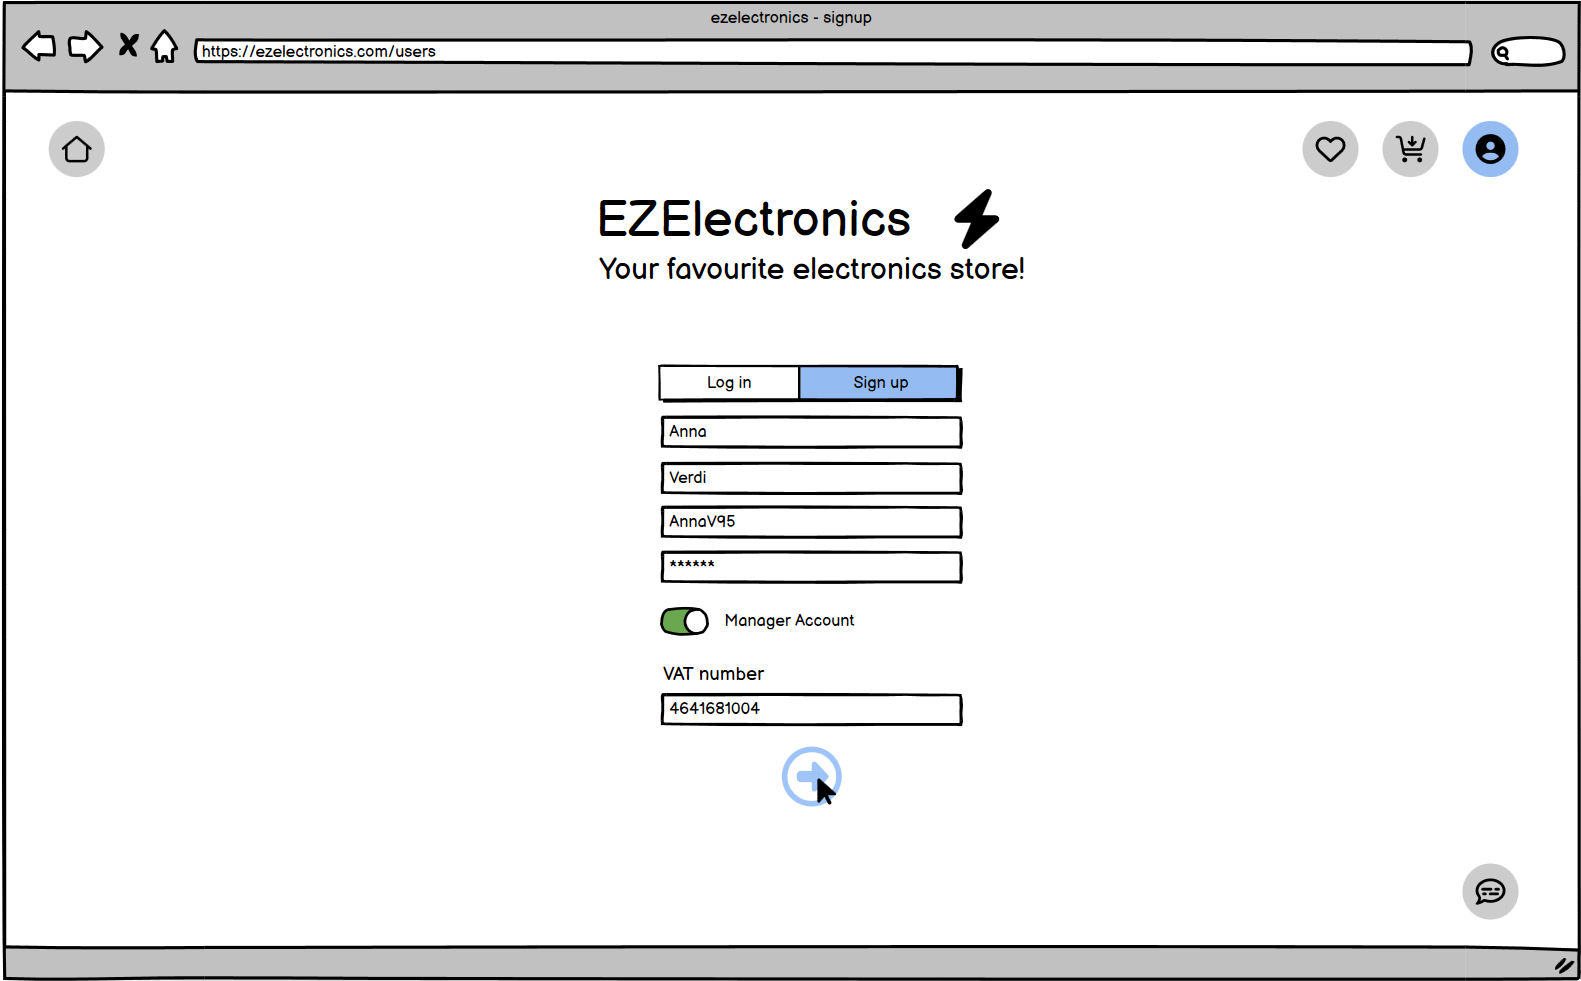 ezelectronics - signup
https://ezelectronics.com/users
EZElectronics
Your favourite electronics store!
Log in
Sign up
Anna
Verdi
AnnaV95
******
Manager Account
VAT number
4641681004